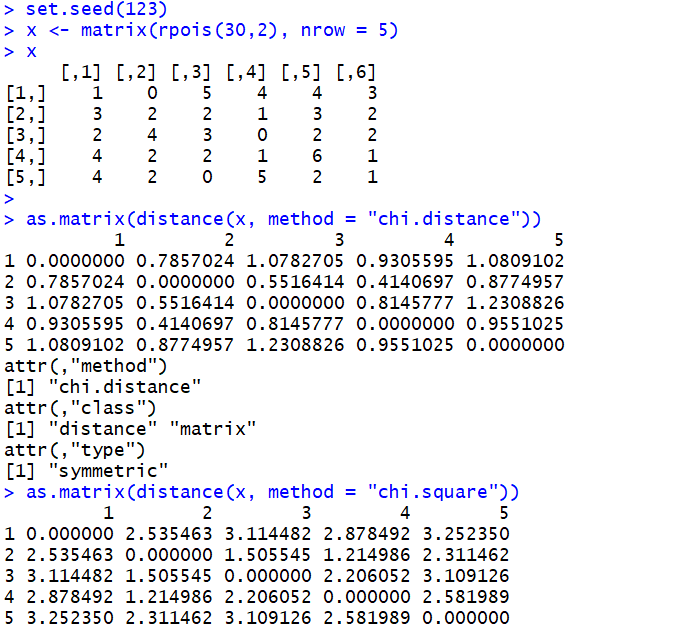 > set.seed(123)
> x <- matrix(rpois(30,2), nrow = 5)
> x
     [,1] [,2] [,3] [,4] [,5] [,6]
[1,]    1    0    5    4    4    3
[2,]    3    2    2    1    3    2
[3,]    2    4    3    0    2    2
[4,]    4    2    2    1    6    1
[5,]    4    2    0    5    2    1
>
> as.matrix(distance(x, method = "chi.distance"))
          1         2         3         4         5
1 0.0000000 0.7857024 1.0782705 0.9305595 1.0809102
2 0.7857024 0.0000000 0.5516414 0.4140697 0.8774957
3 1.0782705 0.5516414 0.0000000 0.8145777 1.2308826
4 0.9305595 0.4140697 0.8145777 0.0000000 0.9551025
5 1.0809102 0.8774957 1.2308826 0.9551025 0.0000000
attr(,"method")
[1] "chi.distance"
attr(,"class")
[1] "distance" "matrix"
attr(,"type")
[1] "symmetric"
> as.matrix(distance(x, method = "chi.square"))
         1        2        3        4        5
1 0.000000 2.535463 3.114482 2.878492 3.252350
2 2.535463 0.000000 1.505545 1.214986 2.311462
3 3.114482 1.505545 0.000000 2.206052 3.109126
4 2.878492 1.214986 2.206052 0.000000 2.581989
5 3.252350 2.311462 3.109126 2.581989 0.000000